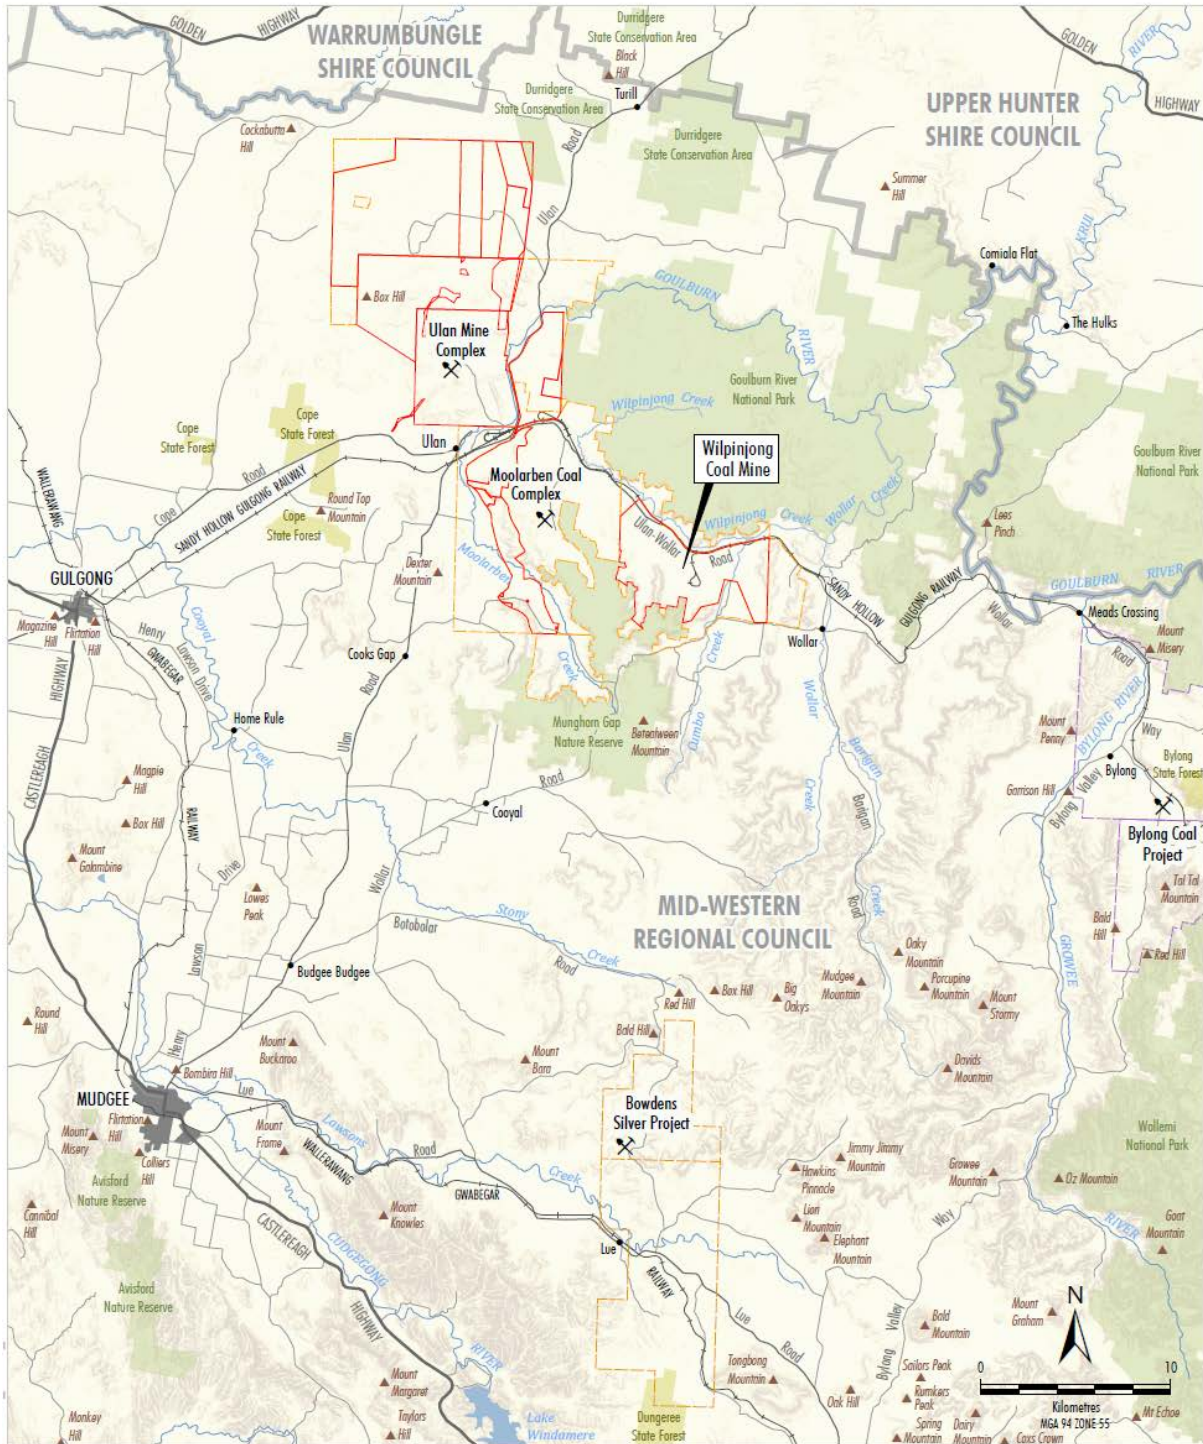 GOLDEN
HIGHWAY
WARRUMBUNGLE
SHIRE COUNCIL
Durridgere
State Conservation Area
Black
Hill
Turill
Durridgere
State Conservation Area
Durridgere
State Conservation Area
GOLDEN
HIGHWAY
RIVER
UPPER HUNTER
SHIRE COUNCIL
Cockabutta
Hill
Road
Ulan
Summer
Hill
KRUI
Comiala Flat
The Hulks
Box Hill
GOULBURN
RIVER
Ulan Mine
Complex
Goulburn River
National Park
Wilpinjong Creek
Cope
State Forest
Cope
State Forest
Ulan
Wilpinjong
Coal Mine
Goulburn River
National Park
WALLERAWANG
Cope
Road
SANDY HOLLOW GULGONG RAILWAY
Round Top
Mountain
Cope
State Forest
Moolarben Coal
Complex
Ulan-Wollar
Road
Wilpinjong
Creek
Wollar
Creek
Lees
Pinch
GULGONG
Dexter
Mountain
Moolarben
Creek
SANDY HOLLOW
GULGONG RAILWAY
GOULBURN
RIVER
Meads Crossing
Magazine
Hill
Flirtation
Hill
Cooyal
Henry
Lawson Drive
GWABEGAR
Cooks Gap
Wollar
Wollar
Road
Mount
Misery
HIGHWAY
Home Rule
Creek
Road
Ulan
Munghorn Gap
Nature Reserve
Beteatween
Mountain
Cumbo
Creek
Wollar
Creek
Barigan
Mount
Penny
BYLONG RIVER
Way
Bylong
Bylong
State Forest
CASTLEREAGH
Magpie
Hill
Box Hill
RAILWAY
Road
Cooyal
Garrison Hill
Bylong
Valley
Bylong Coal
Project
Mount
Galambine
Drive
Lowes
Peak
Wollar
Barigan
Road
Creek
Tal Tal
Mountain
MID-WESTERN
REGIONAL COUNCIL
Botobolar
Road
Stony
Creek
Bald
Hill
Red Hill
Lawson
Budgee Budgee
Oaky
Mountain
GROWEE
Round
Hill
Red Hill
Box Hill
Big
Oakys
Mudgee
Mountain
Porcupine
Mountain
Mount
Stormy
Henry
Mount
Buckaroo
Bald Hill
Mount
Bara
Davids
Mountain
Bombira Hill
MUDGEE
Lue
Road
Bowdens
Silver Project
Flirtation
Hill
Mount
Misery
Colliers
Hill
Mount
Frome
Lawsons
Creek
WALLERAWANG
GWABEGAR
Wollemi
National Park
Jimmy Jimmy
Mountain
Hawkins
Pinnacle
Growee
Mountain
Oz Mountain
Avisford
Nature Reserve
Cannibal
Hill
Mount
Knowles
Lion
Mountain
Elephant
Mountain
Way
RIVER
Goat
Mountain
CASTLEREAGH
CUDGEGONG
Lue
RAILWAY
Avisford
Nature Reserve
HIGHWAY
RIVER
Lue
Road
Bylong
Valley
Bald
Mountain
Mount
Graham
N
0
10
Kilometres
MGA 94 ZONE 55
Mount
Margaret
Tongbong
Mountain
Sailors Peak
Rumkers
Peak
Oak Hill
Monkey
Hill
Taylors
Hill
Lake
Windamere
Dungeree
State Forest
Spring
Mountain
Dairy
Mountain
Coxs Crown
Mt Echoe